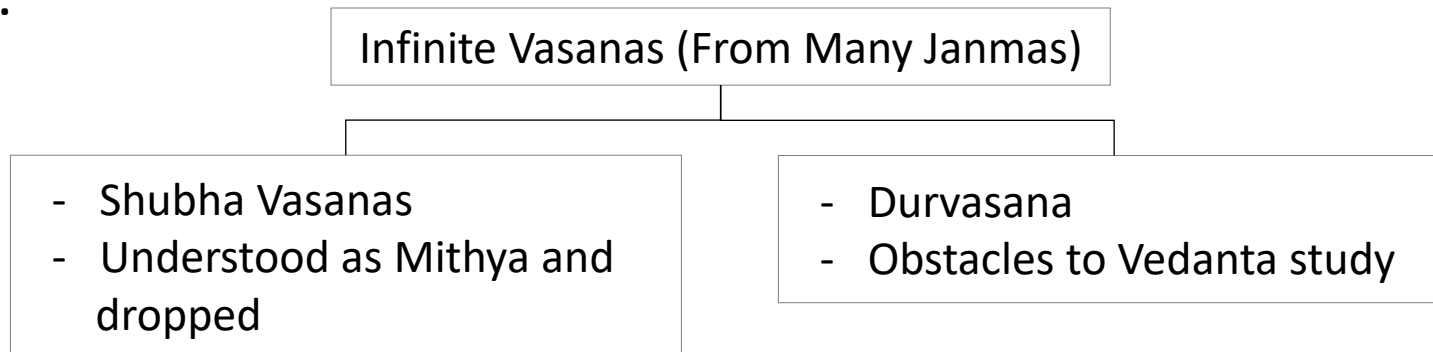 .
Infinite Vasanas (From Many Janmas)
- Shubha Vasanas
- Understood as Mithya and
dropped
- Durvasana
- Obstacles to Vedanta study